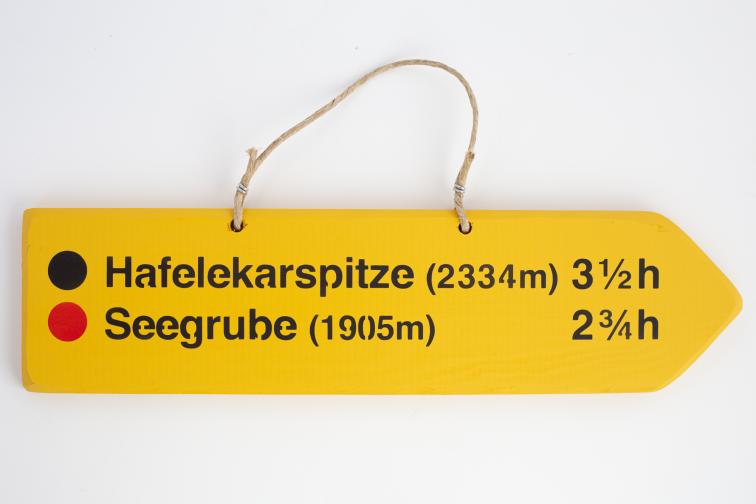 Hafelekarspitze (2334m) 3½h
Seegrube (1905m) 2¾h